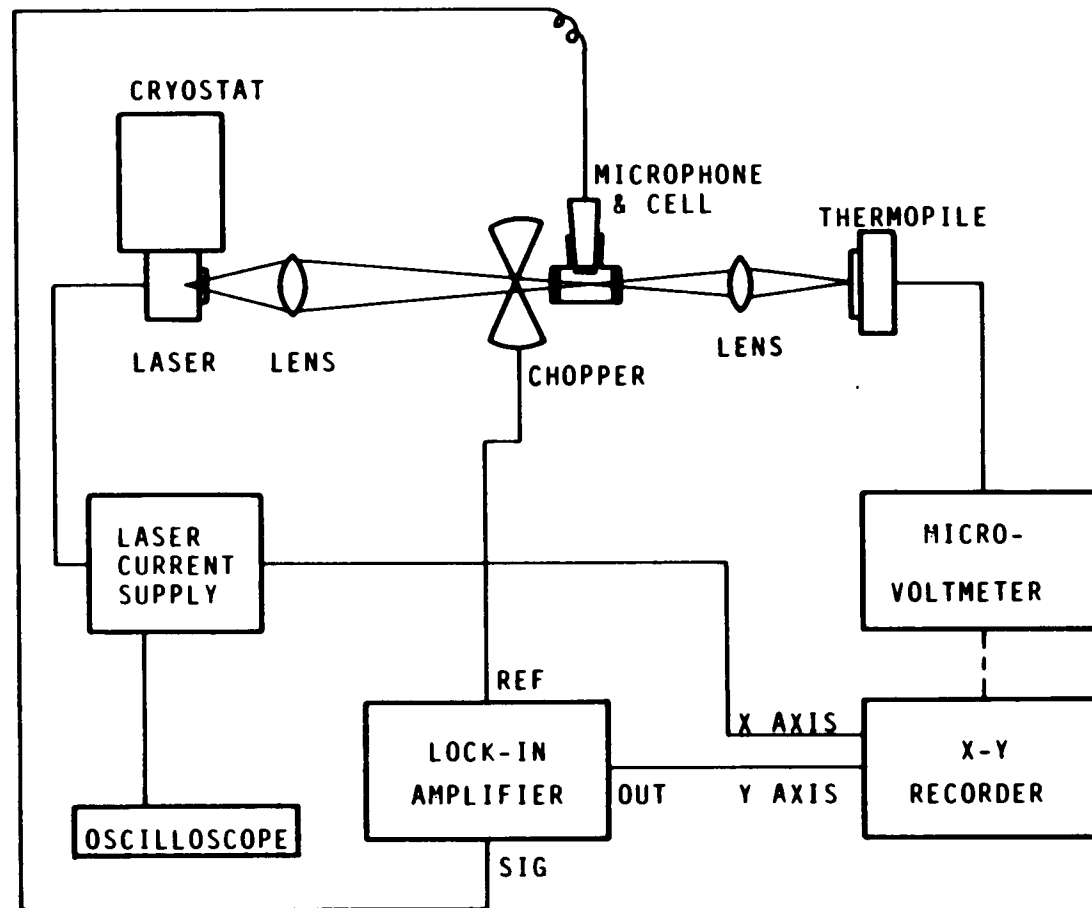 CRYOSTAT
MICROPHONE
& CELL
THERMOPILE
LASER
LENS
CHOPPER
LENS
LASER
CURRENT
SUPPLY
MICRO-
VOLTMETER
REF
LOCK-IN
AMPLIFIER
OUT
SIG
X AXIS
Y AXIS
X-Y
RECORDER
OSCILLOSCOPE